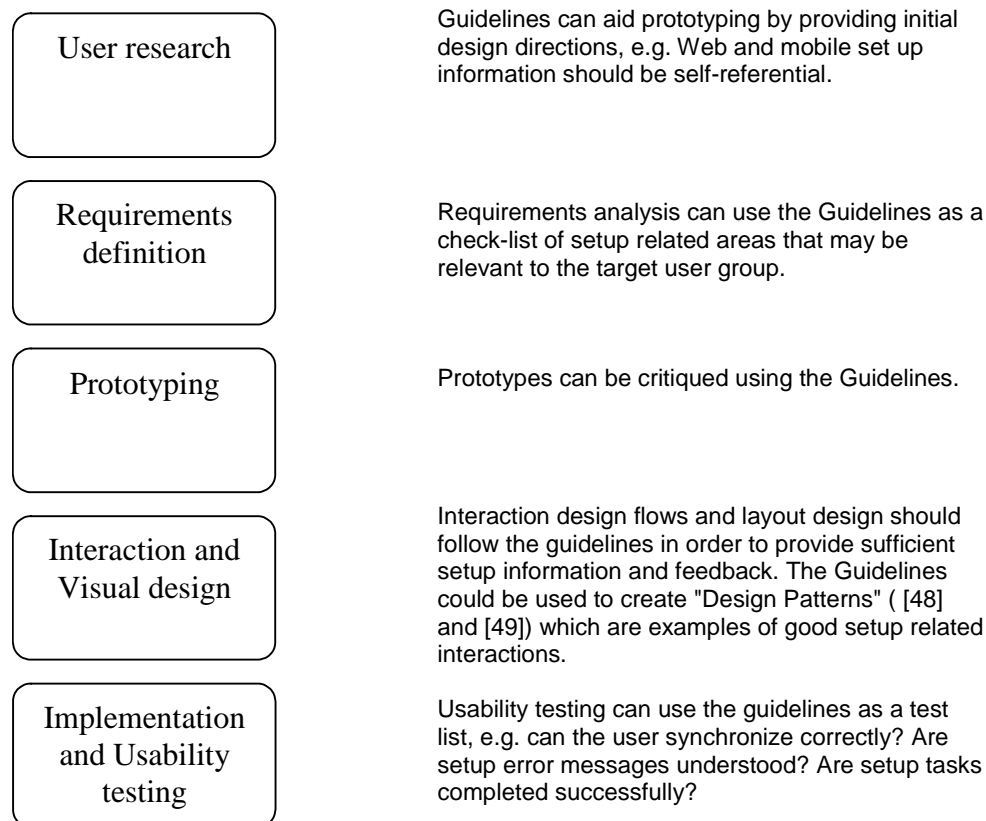 User research
Guidelines can aid prototyping by providing initial
design directions, e.g. Web and mobile set up
information should be self-referential.
Requirements
definition
Requirements analysis can use the Guidelines as a
check-list of setup related areas that may be
relevant to the target user group.
Prototyping
Prototypes can be critiqued using the Guidelines.
Interaction and
Visual design
Interaction design flows and layout design should
follow the guidelines in order to provide sufficient
setup information and feedback. The Guidelines
could be used to create "Design Patterns" ( [48]
and [49]) which are examples of good setup related
interactions.
Implementation
and Usability
testing
Usability testing can use the guidelines as a test
list, e.g. can the user synchronize correctly? Are
setup error messages understood? Are setup tasks
completed successfully?